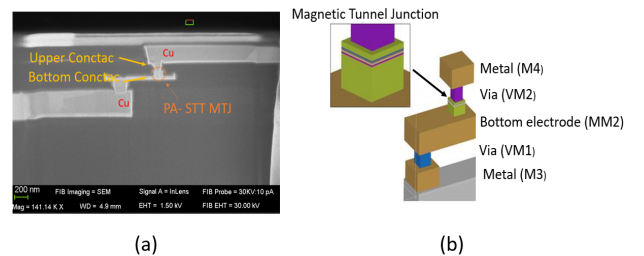 Magnetic Tunnel Junction
Upper Conctac
Bottom Conctac
Cu
Cu
PA- STT MTJ
200 nm
Mag = 141.14 K X
FIB Imaging = SEM
WD = 4.9 mm
Signal A = InLens
EHT = 1.50 kV
FIB Probe = 30KV:10 pA
FIB EHT = 30.00 kV
Metal (M4)
Via (VM2)
Bottom electrode (MM2)
Via (VM1)
Metal (M3)
(a)
(b)